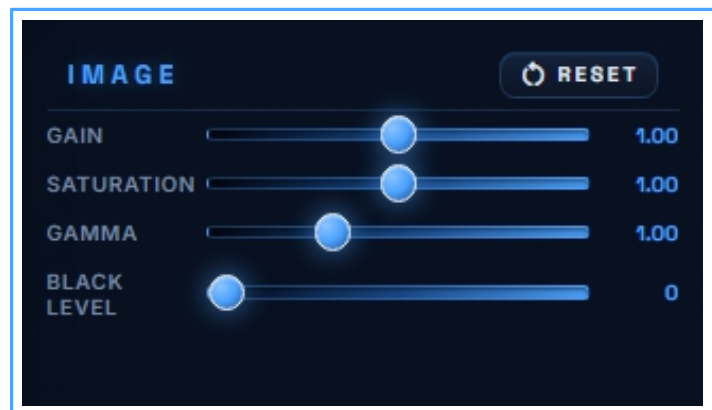 IMAGE
RESET
GAIN 1.00
SATURATION 1.00
GAMMA 1.00
BLACK
LEVEL 0